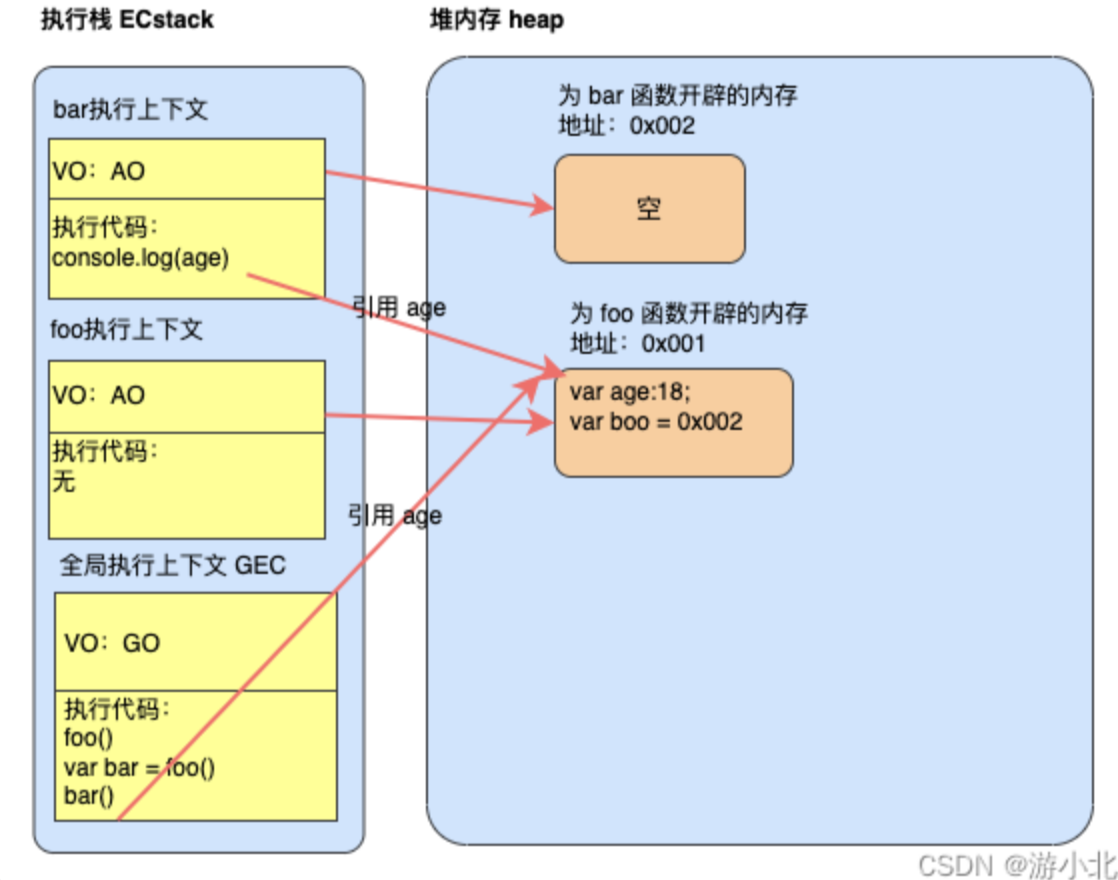 执行栈 ECstack
bar执行上下文
VO：AO
执行代码：
console.log(age)
foo执行上下文
VO：AO
执行代码：
无
全局执行上下文 GEC
VO：GO
执行代码：
foo()
var bar = foo()
bar()
引用 age
引用 age
堆内存 heap
为 bar 函数开辟的内存
地址：0x002
空
为 foo 函数开辟的内存
地址：0x001
var age:18;
var boo = 0x002
CSDN @游小北